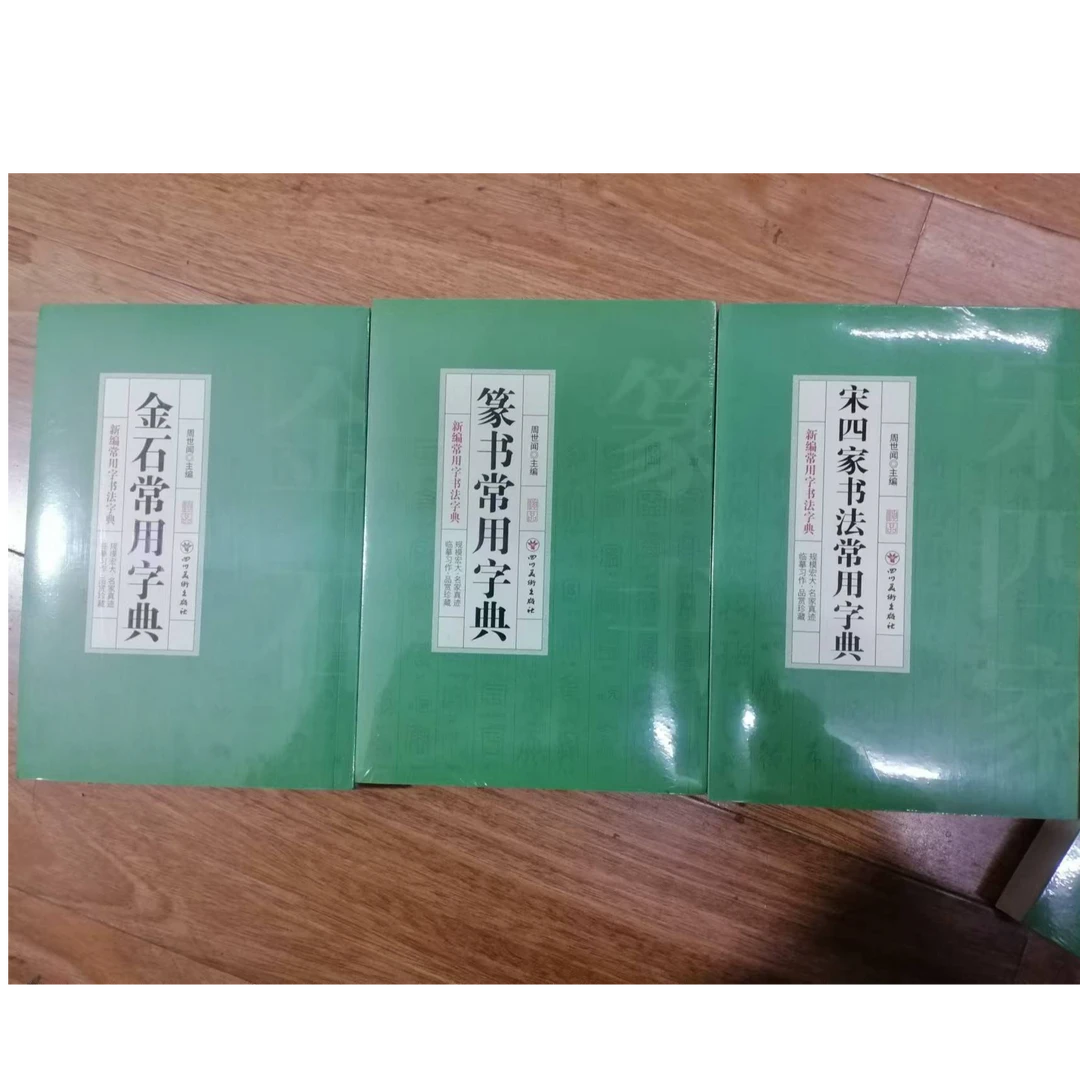 金石常用字典
新编常用字书法字典
规模宏大·名家真迹
临摹习作·品赏珍藏
周世闻◎主编
四川美术出版社
篆书常用字典
新编常用字书法字典
规模宏大·名家真迹
临摹习作·品赏珍藏
周世闻◎主编
四川美术出版社
篆
宋四家书法常用字典
新编常用字书法字典
规模宏大·名家真迹
临摹习作·品赏珍藏
周世闻◎主编
四川美术出版社